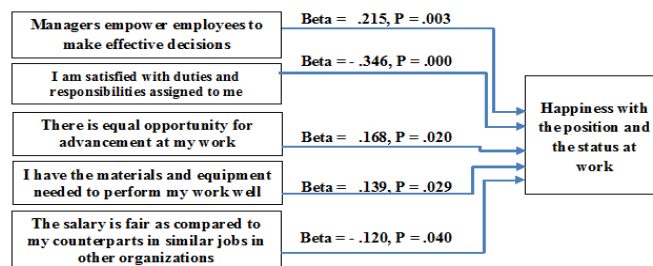 Managers empower employees to
make effective decisions
Beta = .215, P = .003
I am satisfied with duties and
responsibilities assigned to me
Beta = - .346, P = .000
There is equal opportunity for
advancement at my work
Beta = .168, P = .020
I have the materials and equipment
needed to perform my work well
Beta = .139, P = .029
The salary is fair as compared to
my counterparts in similar jobs in
other organizations
Beta = - .120, P = .040
Happiness with
the position and
the status at
work